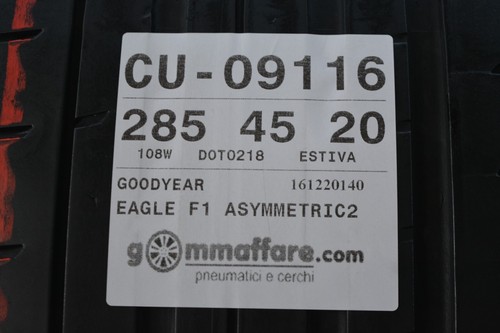 CU-09116
285 45 20
108W DOT0218 ESTIVA
GOODYEAR 161220140
EAGLE F1 ASYMMETRIC2
gommaffare.com
pneumatici e cerchi